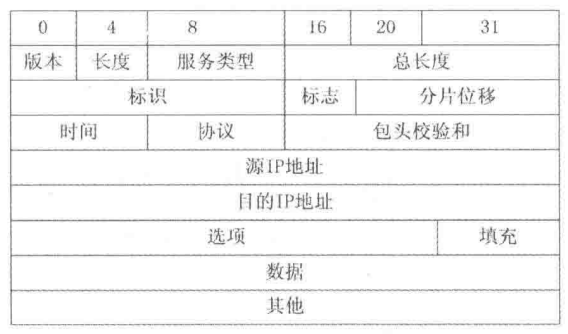 0 4 8 16 20 31
版本 长度 服务类型 总长度
标识 标志 分片位移
时间 协议 包头校验和
源IP地址
目的IP地址
选项 填充
数据
其他